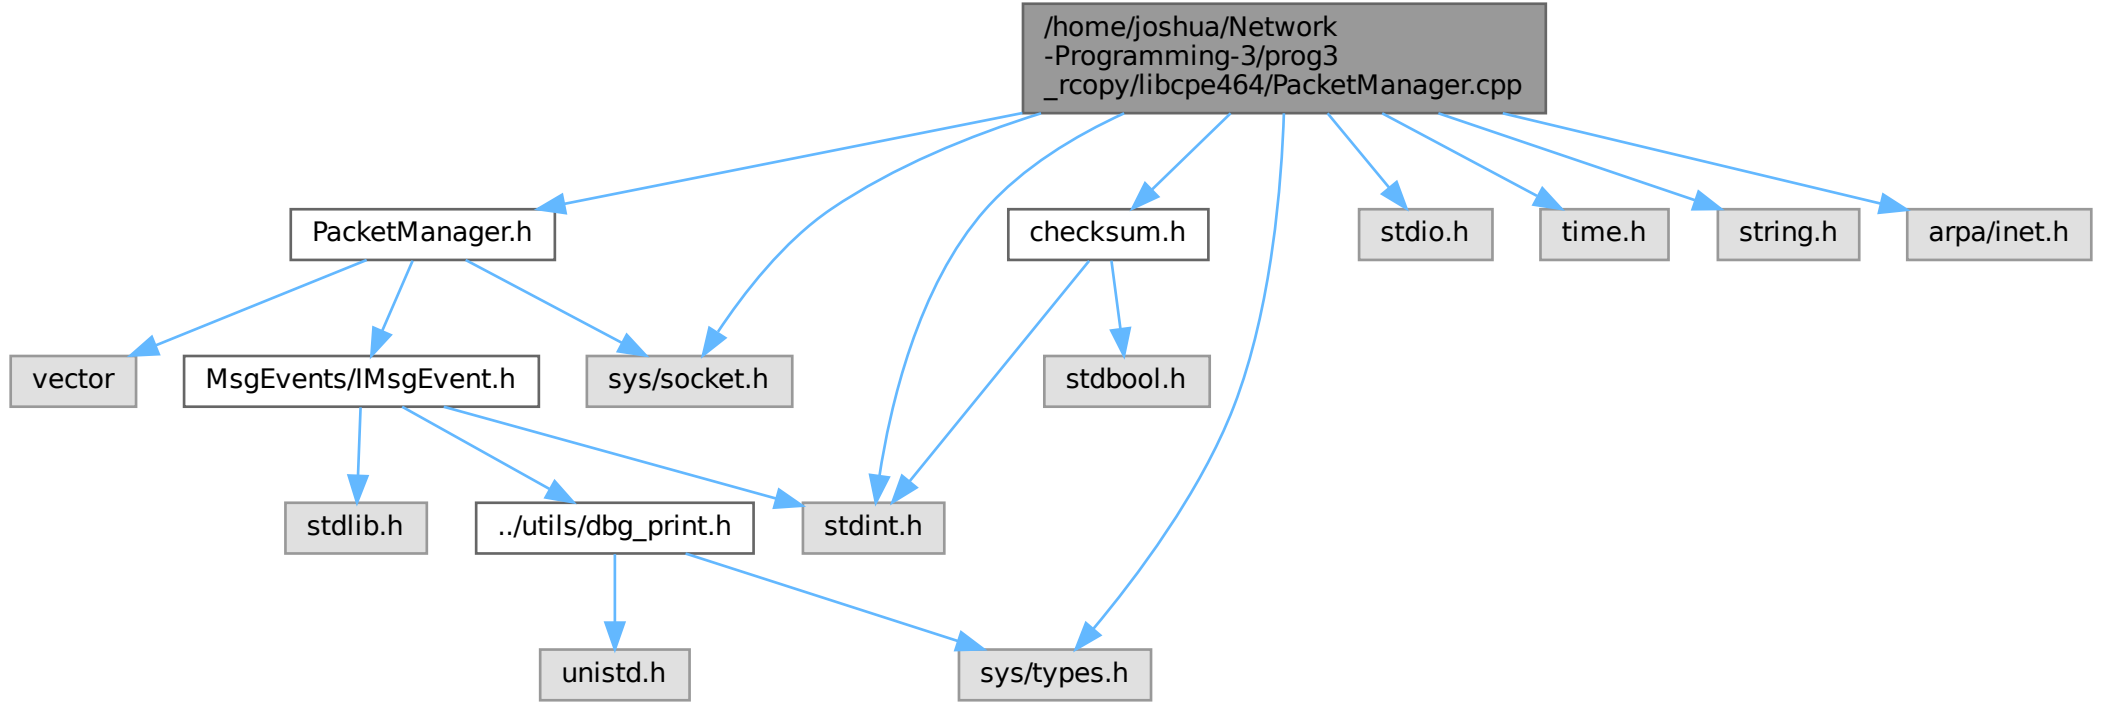 /home/joshua/Network
-Programming-3/prog3
_rcopy/libcpe464/PacketManager.cpp
PacketManager.h
checksum.h
stdio.h
time.h
string.h
arpa/inet.h
vector
MsgEvents/IMsgEvent.h
sys/socket.h
stdbool.h
stdlib.h
../utils/dbg_print.h
stdint.h
unistd.h
sys/types.h